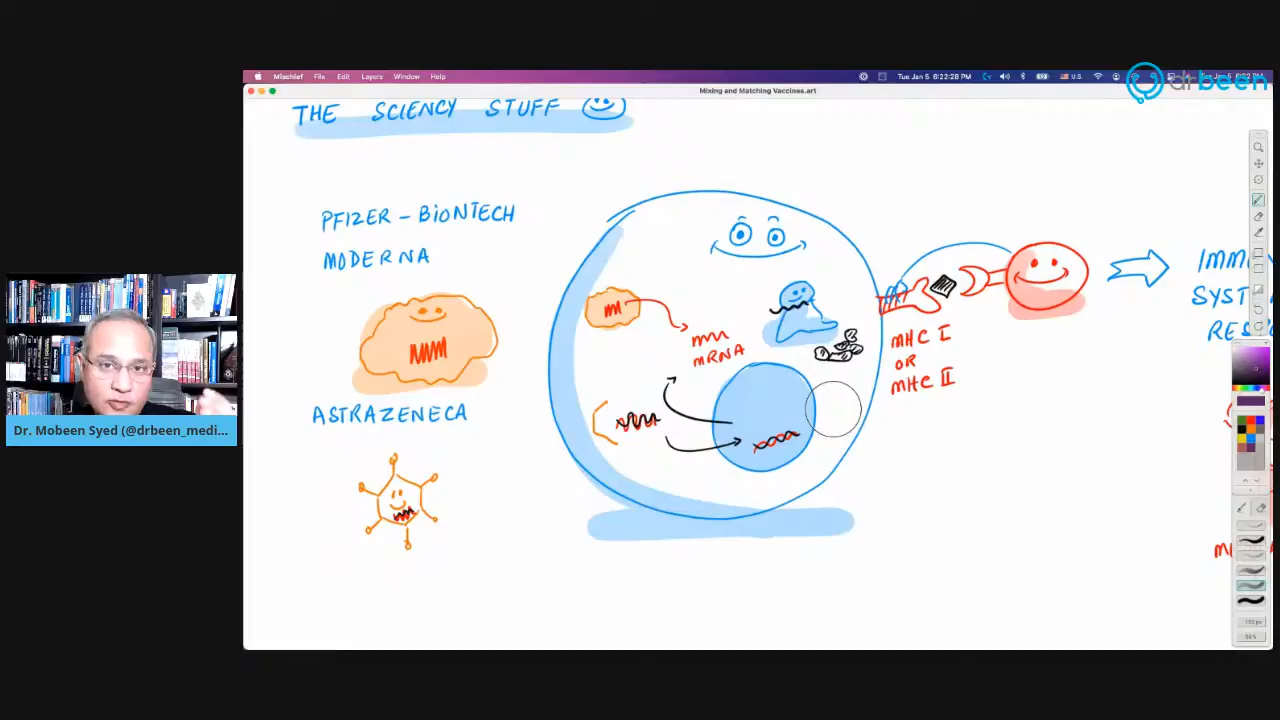 Mischief File Edit Layers Window Help
Tue Jan 5 6:22:28 PM
U.S.
drbeen
Mixing and Matching Vaccines.art
THE SCIENCY STUFF
PFIZER - BIONTECH
MODERNA
ASTRAZENECA
MRNA
MHC I
OR
MHC II
IMM
SYST
RES
M
Dr. Mobeen Syed (@drbeen_medi...